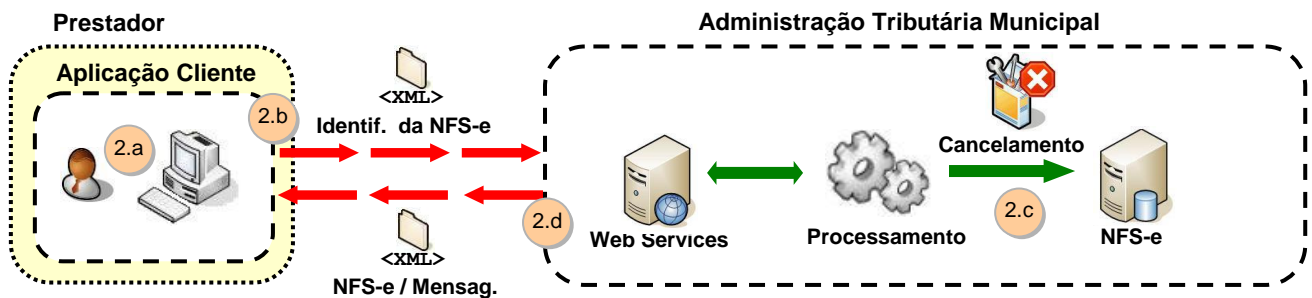 Prestador
Administração Tributária Municipal
Aplicação Cliente
<XML>
2.b
Identif. da NFS-e
2.a
Cancelamento
2.c
2.d
Web Services
Processamento
NFS-e
<XML>
NFS-e / Mensag.